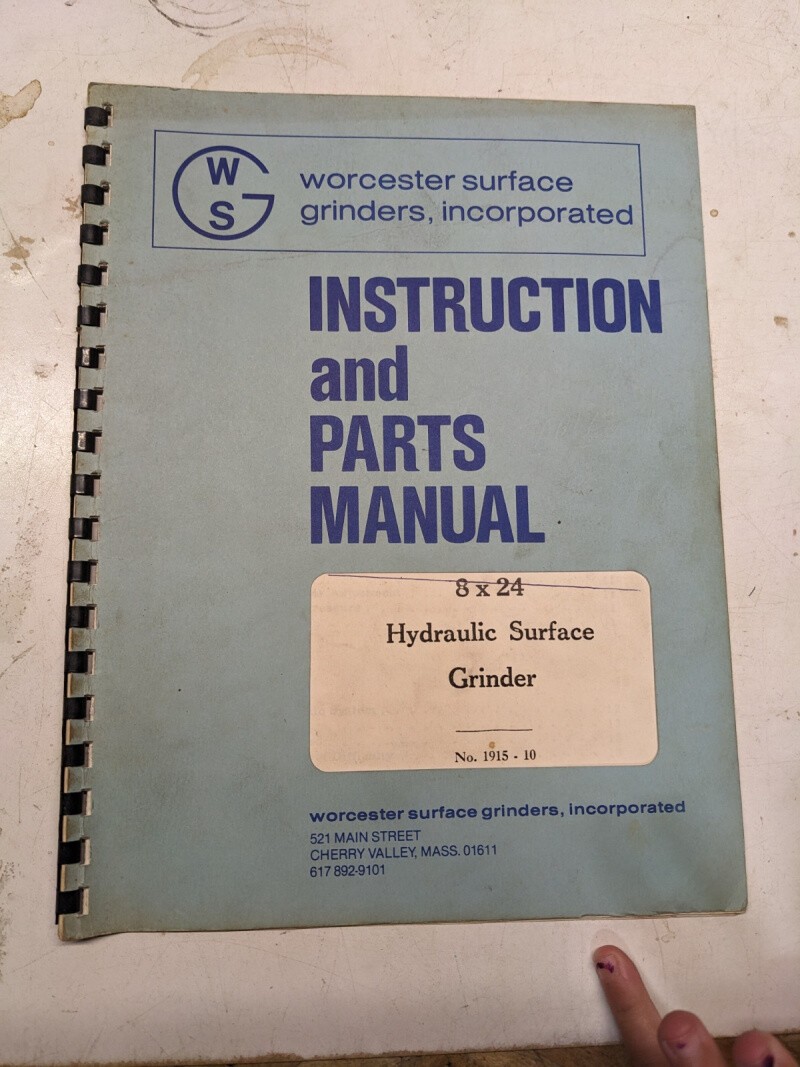 W
S
worcester surface
grinders, incorporated
INSTRUCTION
and
PARTS
MANUAL
8 x 24
Hydraulic Surface
Grinder
No. 1915 - 10
worcester surface grinders, incorporated
521 MAIN STREET
CHERRY VALLEY, MASS. 01611
617 892-9101